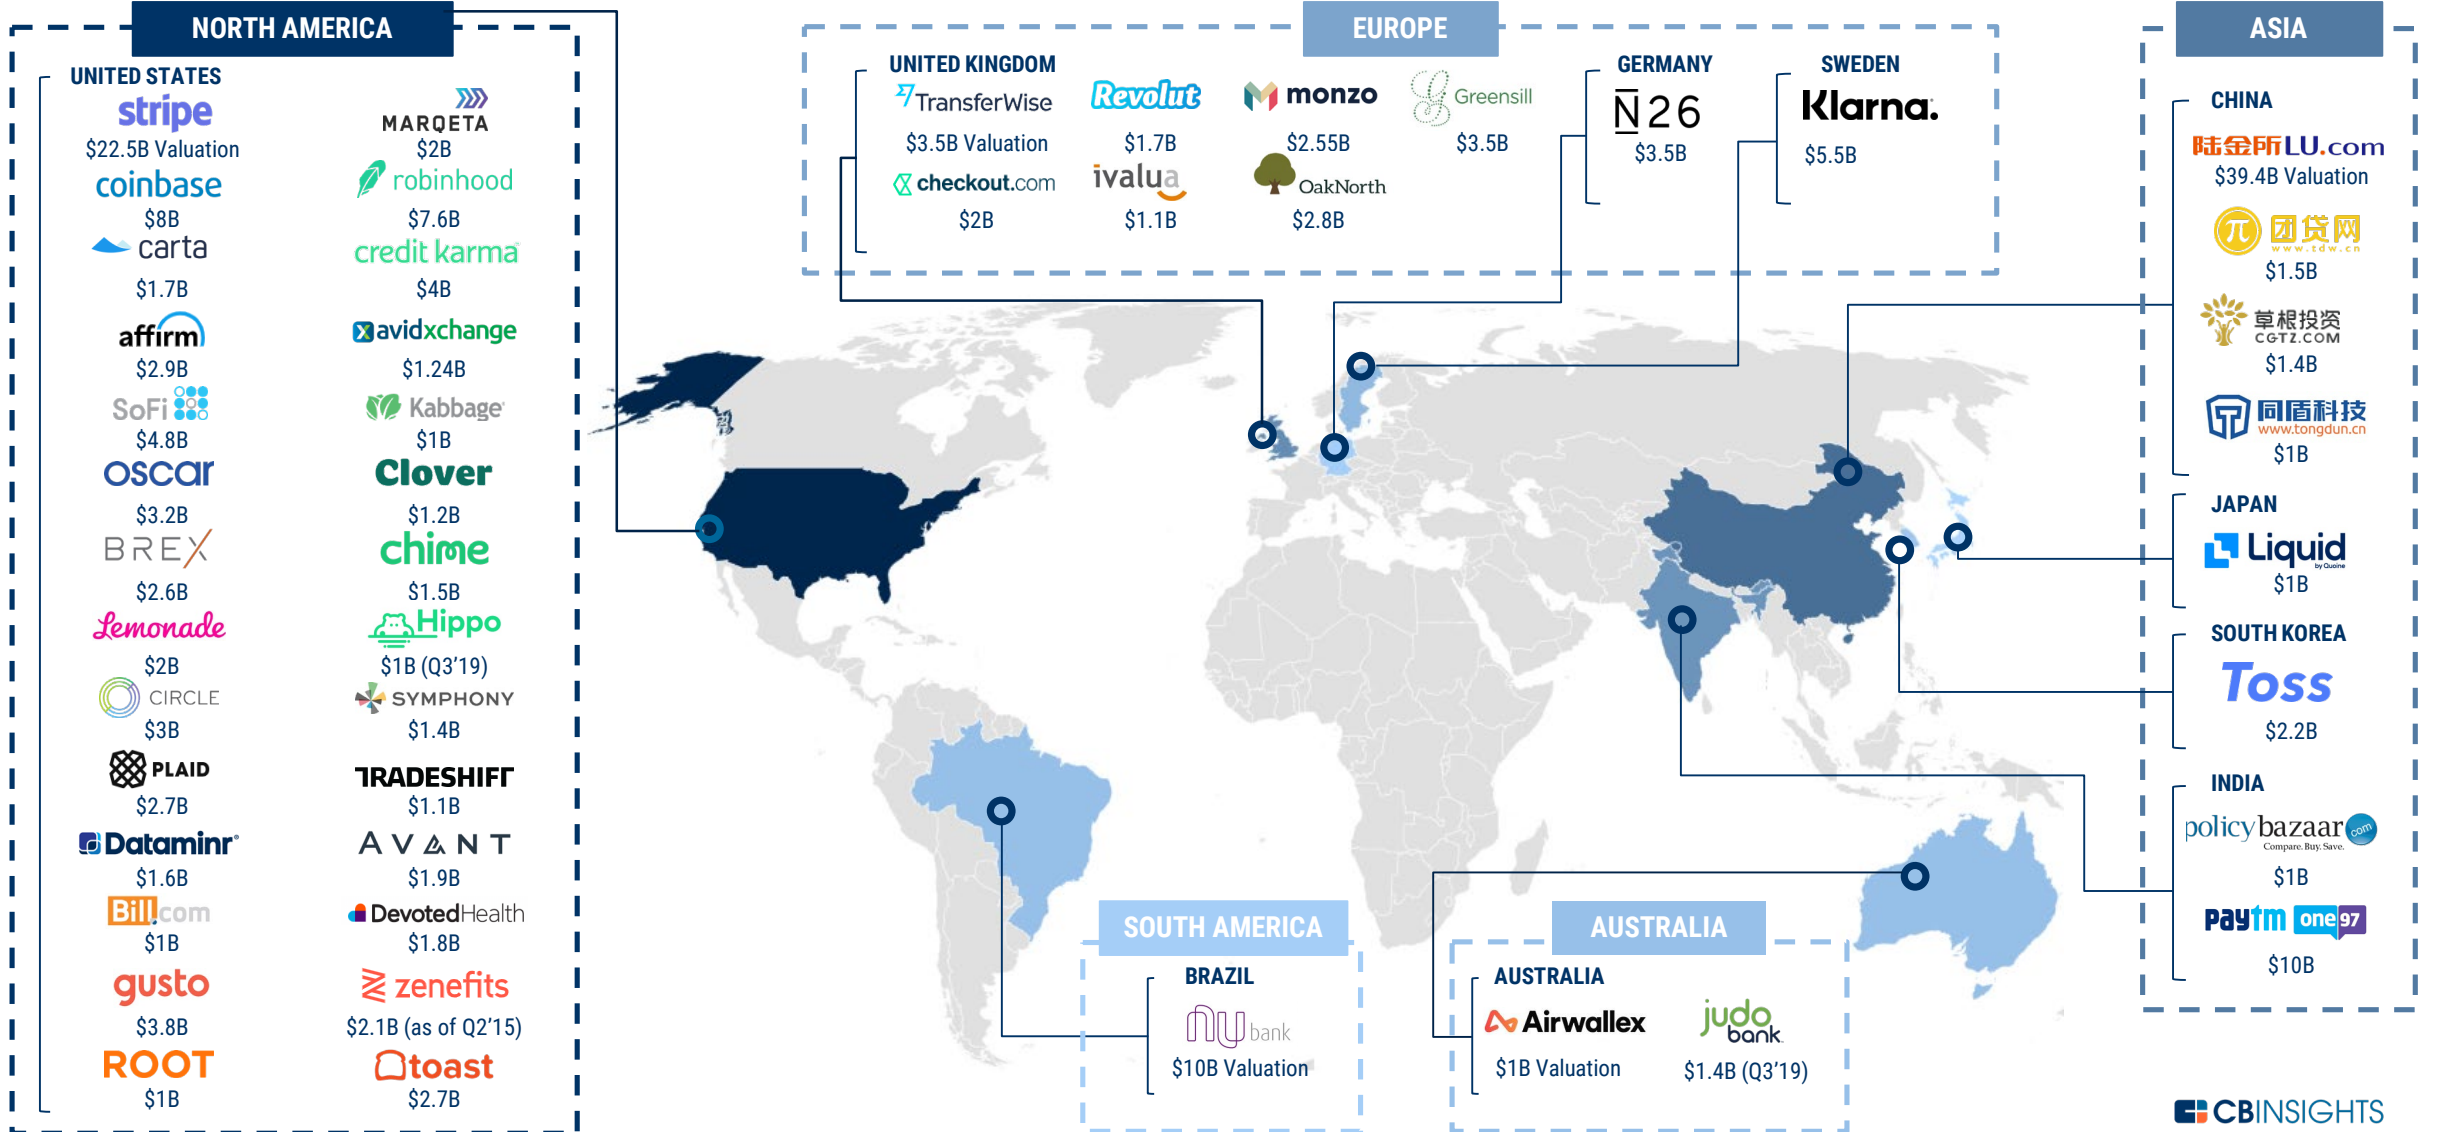 NORTH AMERICA
UNITED STATES
stripe
$22.5B Valuation
MARQETA
$2B
coinbase
$8B
robinhood
$7.6B
carta
$1.7B
credit karma
$4B
affirm
$2.9B
avidxchange
$1.24B
SoFi
$4.8B
Kabbage
$1B
oscar
$3.2B
Clover
$1.2B
BREX
$2.6B
chime
$1.5B
Lemonade
$2B
Hippo
$1B (Q3'19)
CIRCLE
$3B
SYMPHONY
$1.4B
PLAID
$2.7B
TRADESHIFT
$1.1B
Dataminr
$1.6B
AVANT
$1.9B
Bill.com
$1B
DevotedHealth
$1.8B
gusto
$3.8B
zenefits
$2.1B (as of Q2'15)
ROOT
$1B
toast
$2.7B
EUROPE
UNITED KINGDOM
TransferWise
$3.5B Valuation
Revolut
$1.7B
monzo
$2.55B
Greensill
$3.5B
checkout.com
$2B
ivalua
$1.1B
OakNorth
$2.8B
GERMANY
N26
$3.5B
SWEDEN
Klarna.
$5.5B
ASIA
CHINA
陆金所LU.com
$39.4B Valuation
团贷网
www.tdw.cn
$1.5B
草根投资
CGTZ.COM
$1.4B
同盾科技
www.tongdun.cn
$1B
JAPAN
Liquid
by Quoine
$1B
SOUTH KOREA
Toss
$2.2B
INDIA
policybazaar.com
Compare. Buy. Save.
$1B
paytm one97
$10B
SOUTH AMERICA
BRAZIL
nu bank
$10B Valuation
AUSTRALIA
AUSTRALIA
Airwallex
$1B Valuation
judo bank
$1.4B (Q3'19)
CBINSIGHTS